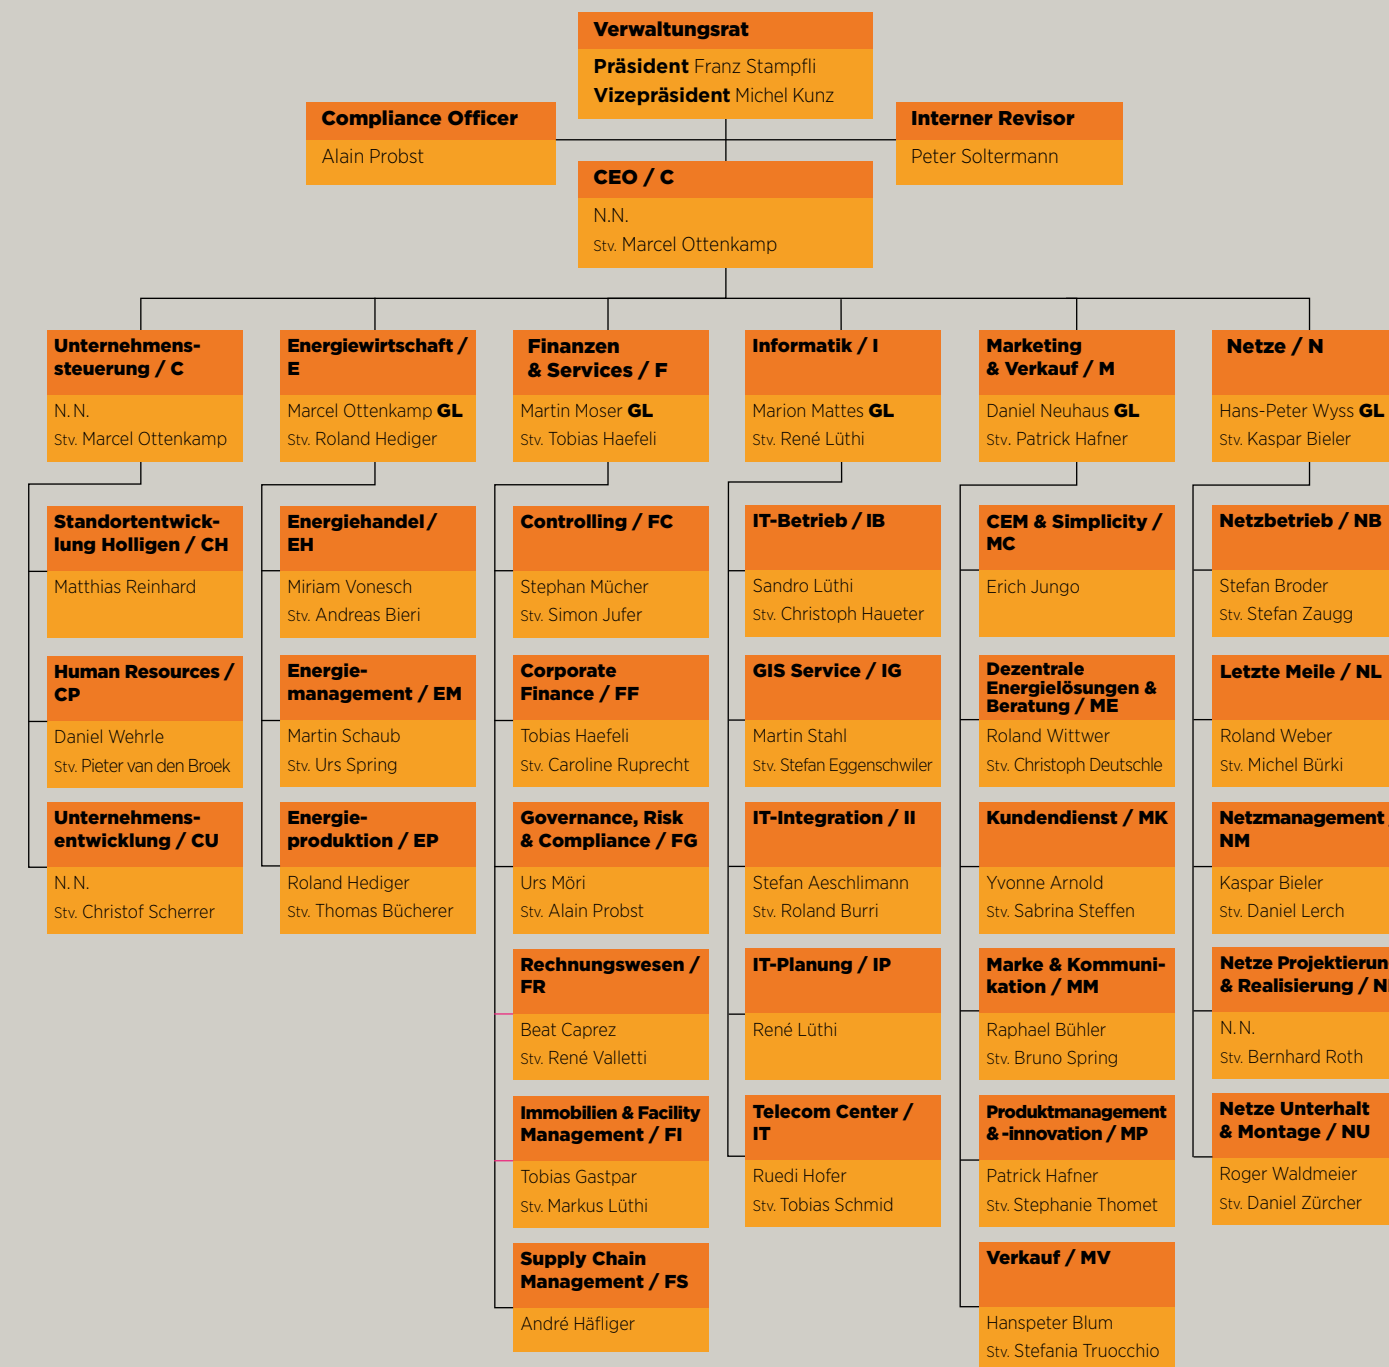 Verwaltungsrat
Präsident Franz Stampfli
Vizepräsident Michel Kunz
Compliance Officer
Alain Probst
Interner Revisor
Peter Soltermann
CEO / C
N.N.
Stv. Marcel Ottenkamp
Unternehmens-
steuerung / C
N.N.
Stv. Marcel Ottenkamp
Standortentwick-
lung Holligen / CH
Matthias Reinhard
Human Resources /
CP
Daniel Wehrle
Stv. Pieter van den Broek
Unternehmens-
entwicklung / CU
N.N.
Stv. Christof Scherrer
Energiewirtschaft /
E
Marcel Ottenkamp GL
Stv. Roland Hediger
Energiehandel /
EH
Miriam Vonesch
Stv. Andreas Bieri
Energie-
management / EM
Martin Schaub
Stv. Urs Spring
Energie-
produktion / EP
Roland Hediger
Stv. Thomas Bücherer
Finanzen
& Services / F
Martin Moser GL
Stv. Tobias Haefeli
Controlling / FC
Stephan Mücher
Stv. Simon Jufer
Corporate
Finance / FF
Tobias Haefeli
Stv. Caroline Ruprecht
Governance, Risk
& Compliance / FG
Urs Möri
Stv. Alain Probst
Rechnungswesen /
FR
Beat Caprez
Stv. René Valletti
Immobilien & Facility
Management / FI
Tobias Gastpar
Stv. Markus Lüthi
Supply Chain
Management / FS
André Häfliger
Informatik / I
Marion Mattes GL
Stv. René Lüthi
IT-Betrieb / IB
Sandro Lüthi
Stv. Christoph Haueter
GIS Service / IG
Martin Stahl
Stv. Stefan Eggenschwiler
IT-Integration / II
Stefan Aeschlimann
Stv. Roland Burri
IT-Planung / IP
René Lüthi
Telecom Center /
IT
Ruedi Hofer
Stv. Tobias Schmid
Marketing
& Verkauf / M
Daniel Neuhaus GL
Stv. Patrick Hafner
CEM & Simplicity /
MC
Erich Jungo
Dezentrale
Energielösungen &
Beratung / ME
Roland Wittwer
Stv. Christoph Deutschle
Kundendienst / MK
Yvonne Arnold
Stv. Sabrina Steffen
Marke & Kommuni-
kation / MM
Raphael Bühler
Stv. Bruno Spring
Produktmanagement
& -innovation / MP
Patrick Hafner
Stv. Stephanie Thomet
Verkauf / MV
Hanspeter Blum
Stv. Stefania Truocchio
Netze / N
Hans-Peter Wyss GL
Stv. Kaspar Bieler
Netzbetrieb / NB
Stefan Broder
Stv. Stefan Zaugg
Letzte Meile / NL
Roland Weber
Stv. Michel Bürki
Netzmanagement /
NM
Kaspar Bieler
Stv. Daniel Lerch
Netze
& Realisierung /
N.N.
Stv. Bernhard Roth
Netze Unterhalt
& Montage / NU
Roger Waldmeier
Stv. Daniel Zürcher